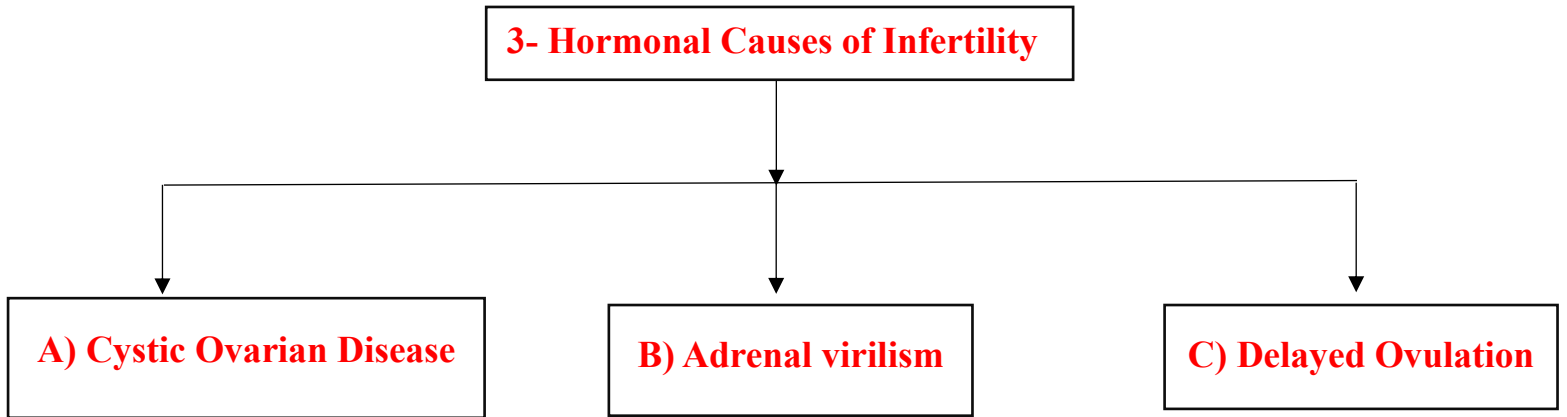 3- Hormonal Causes of Infertility
A) Cystic Ovarian Disease
B) Adrenal virilism
C) Delayed Ovulation